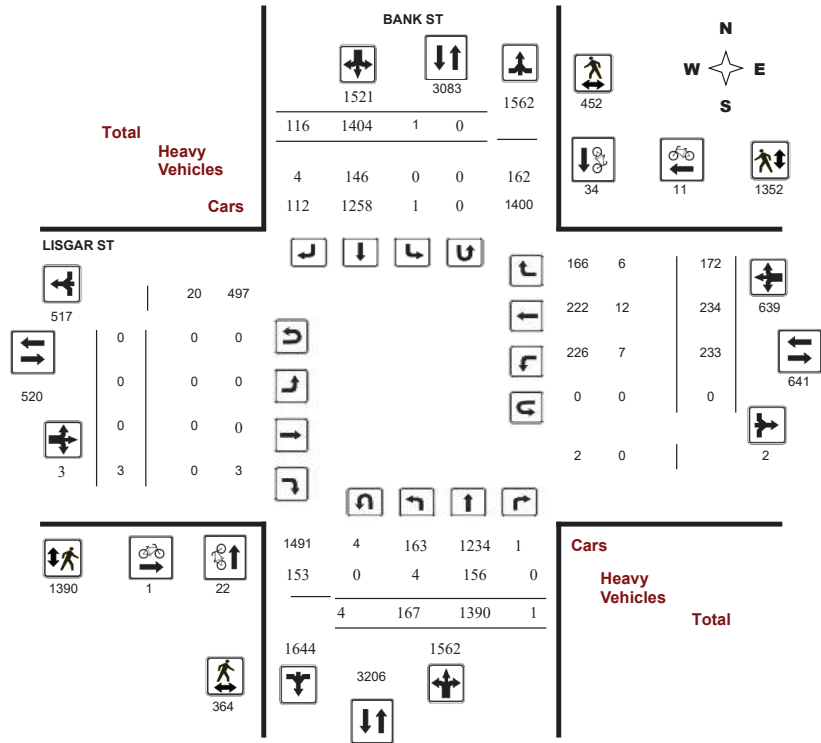 BANK ST
N
W E
S
1521 3083 1562 452
Total 116 1404 1 0
Heavy
Vehicles 4 146 0 0 162
Cars 112 1258 1 0 1400
34 11 1352
LISGAR ST
517 20 497
520
0 0 0
0 0 0
0 0 0
3 3 0 3
166 6 172
222 12 234 639
226 7 233 641
0 0 0
2 0 2
1491 4 163 1234 1 Cars
153 0 4 156 0 Heavy
Vehicles
4 167 1390 1 Total
1390 1 22
1644 3206 1562
364